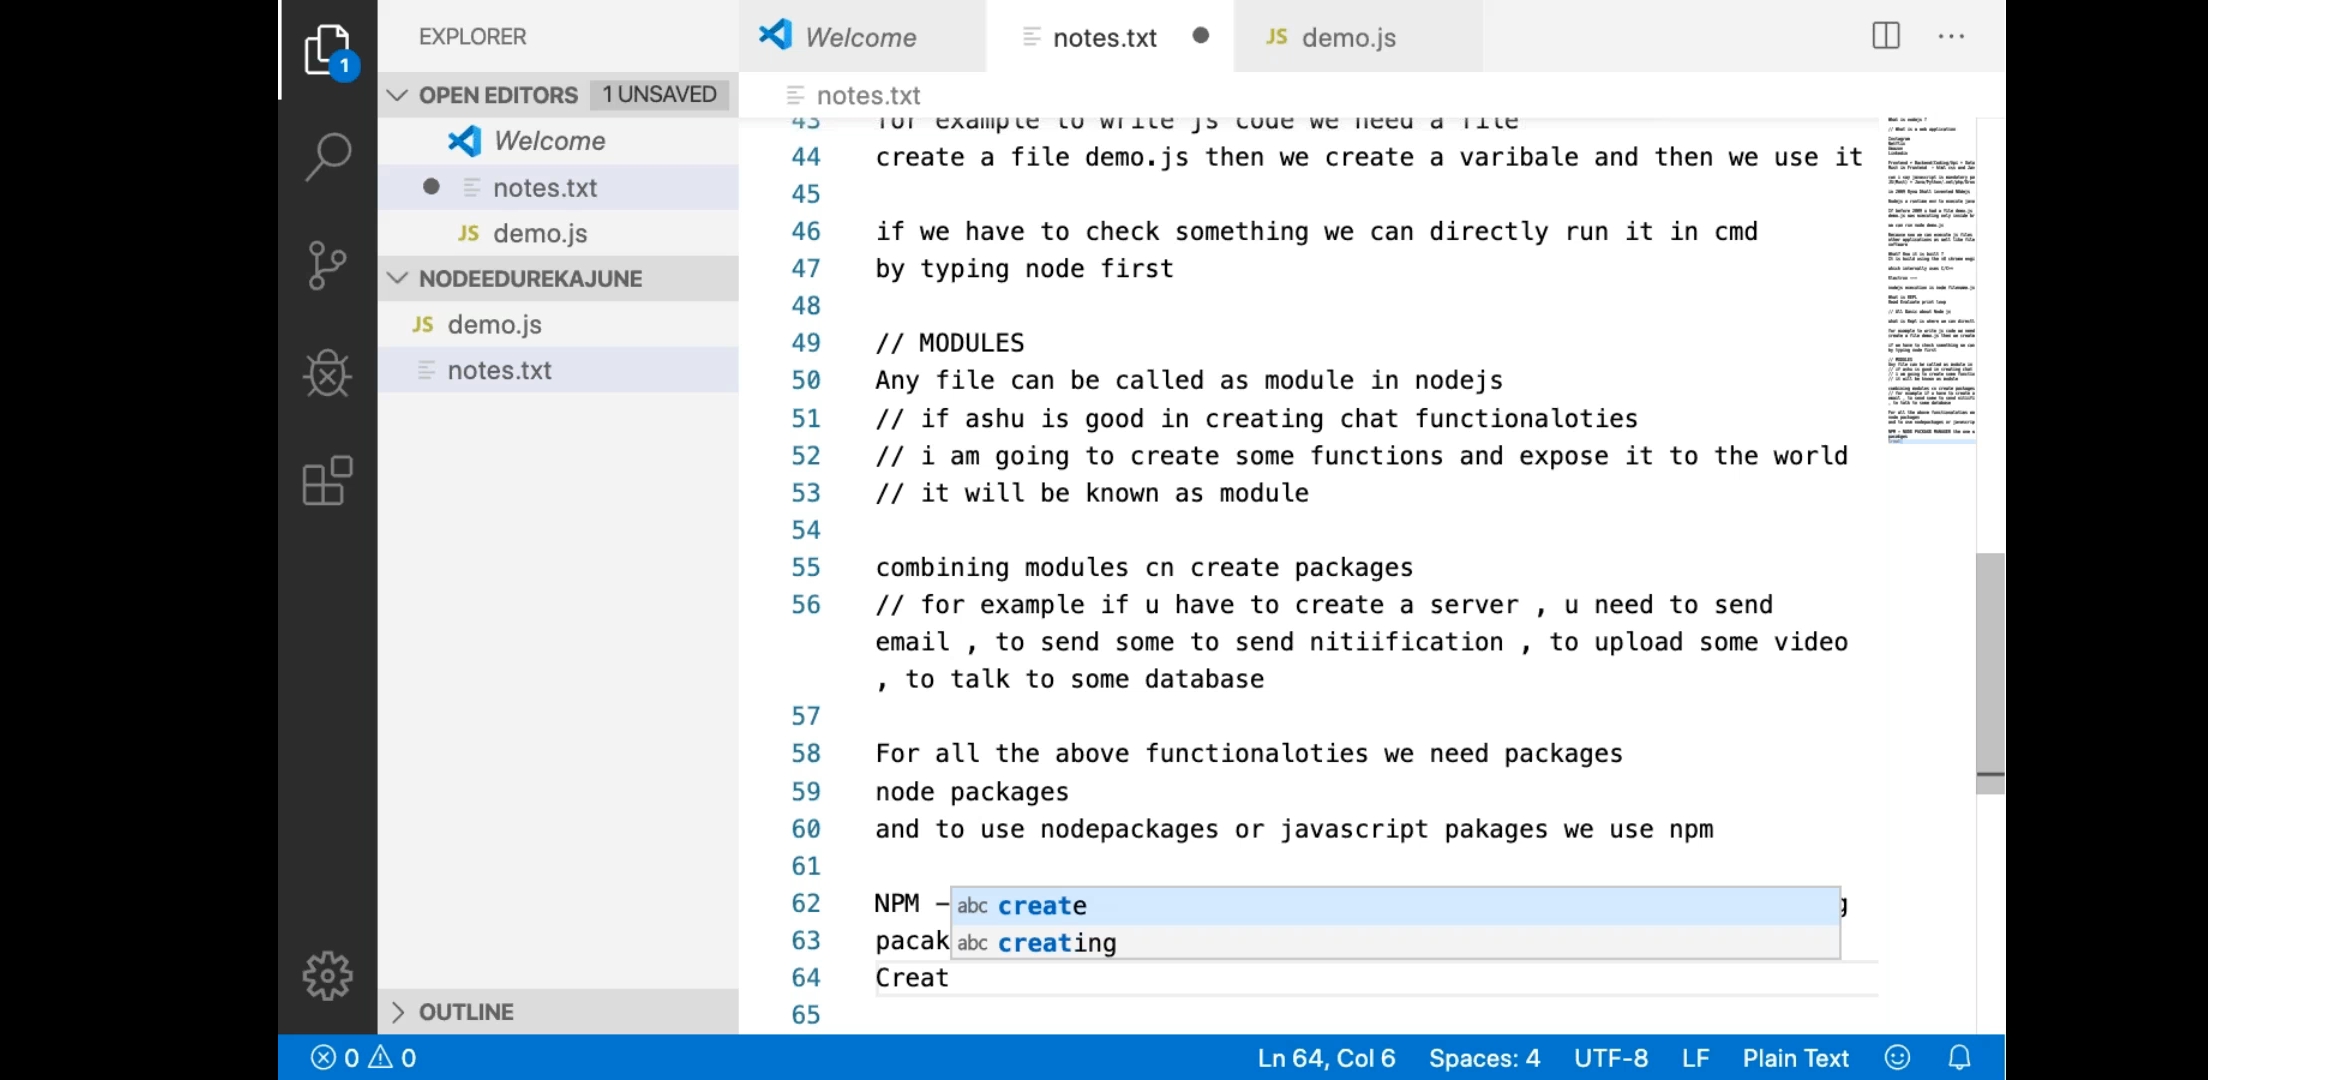 EXPLORER
OPEN EDITORS 1 UNSAVED
Welcome
notes.txt
JS demo.js
NODEEDUREKAJUNE
JS demo.js
notes.txt
OUTLINE
1
Welcome
notes.txt
JS demo.js
notes.txt
43 for example to write js code we need a file
44 create a file demo.js then we create a varibale and then we use it
45
46 if we have to check something we can directly run it in cmd
47 by typing node first
48
49 // MODULES
50 Any file can be called as module in nodejs
51 // if ashu is good in creating chat functionaloties
52 // i am going to create some functions and expose it to the world
53 // it will be known as module
54
55 combining modules cn create packages
56 // for example if u have to create a server , u need to send
email , to send some to send nitiification , to upload some video
, to talk to some database
57
58 For all the above functionaloties we need packages
59 node packages
60 and to use nodepackages or javascript pakages we use npm
61
62 NPM –
abc create
63 pacak
abc creating
64 Creat
65
0 0
Ln 64, Col 6 Spaces: 4 UTF-8 LF Plain Text